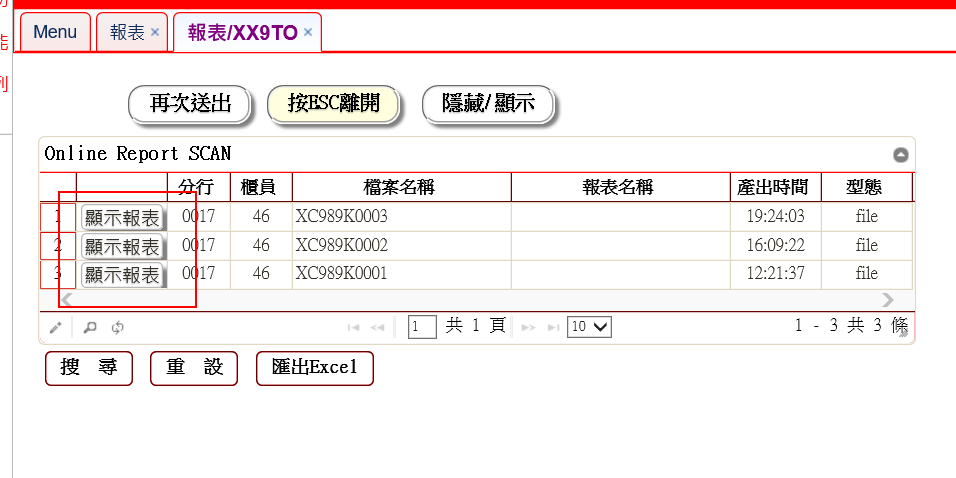 能
列
Menu 報表 × 報表/XX9TO ×
再次送出 按ESC離開 隱藏/顯示
Online Report SCAN
分行 櫃員 檔案名稱 報表名稱 產出時間 型態
1 顯示報表 0017 46 XC989K0003 19:24:03 file
2 顯示報表 0017 46 XC989K0002 16:09:22 file
3 顯示報表 0017 46 XC989K0001 12:21:37 file
1 共 1 頁 10 1 - 3 共 3 條
搜 尋 重 設 匯出Excel